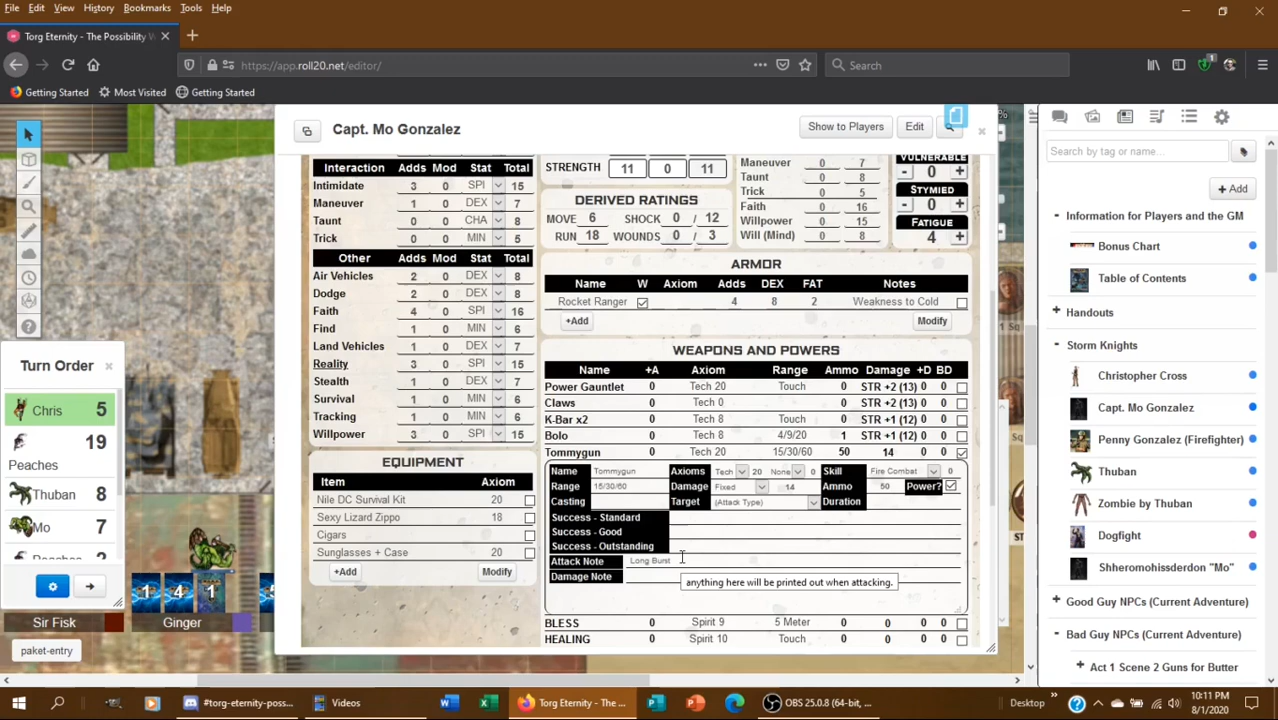 File Edit View History Bookmarks Tools Help
Torg Eternity - The Possibility W
https://app.roll20.net/editor/
Search
Getting Started Most Visited Getting Started
Capt. Mo Gonzalez
Show to Players Edit
Interaction Adds Mod Stat Total
Intimidate 3 0 SPI 15
Maneuver 1 0 DEX 7
Taunt 0 0 CHA 8
Trick 0 0 MIN 5
Other Adds Mod Stat Total
Air Vehicles 2 0 DEX 8
Dodge 2 0 DEX 8
Faith 4 0 SPI 16
Find 1 0 MIN 6
Land Vehicles 1 0 DEX 7
Reality 3 0 SPI 15
Stealth 1 0 DEX 7
Survival 1 0 MIN 6
Tracking 1 0 MIN 6
Willpower 3 0 SPI 15
EQUIPMENT
Item Axiom
Nile DC Survival Kit 20
Sexy Lizard Zippo 18
Cigars
Sunglasses + Case 20
+Add Modify
STRENGTH 11 0 11
DERIVED RATINGS
MOVE 6 SHOCK 0 / 12
RUN 18 WOUNDS 0 / 3
Maneuver 0 7
Taunt 0 8
Trick 0 5
Faith 0 16
Willpower 0 15
Will (Mind) 0 8
VULNERABLE
- 0 +
STYMIED
- 0 +
FATIGUE
4 +
ARMOR
Name W Axiom Adds DEX FAT Notes
Rocket Ranger 4 8 2 Weakness to Cold
+Add Modify
WEAPONS AND POWERS
Name +A Axiom Range Ammo Damage +D BD
Power Gauntlet 0 Tech 20 Touch 0 STR +2 (13) 0 0
Claws 0 Tech 0 0 STR +2 (13) 0 0
K-Bar x2 0 Tech 8 Touch 0 STR +1 (12) 0 0
Bolo 0 Tech 8 4/9/20 1 STR +1 (12) 0 0
Tommygun 0 Tech 20 15/30/60 50 14 0 0
Name Tommygun Axioms Tech 20 None 0 Skill Fire Combat 0
Range 15/30/60 Damage Fixed 14 Ammo 50 Power?
Casting Target (Attack Type) Duration
Success - Standard
Success - Good
Success - Outstanding
Attack Note Long Burst
Damage Note
anything here will be printed out when attacking.
BLESS 0 Spirit 9 5 Meter 0 0 0 0
HEALING 0 Spirit 10 Touch 0 0 0 0
Turn Order
Chris 5
19
Peaches
Thuban 8
Mo 7
4 1
Sir Fisk Ginger
paket-entry
Search by tag or name...
+ Add
- Information for Players and the GM
Bonus Chart
Table of Contents
+ Handouts
- Storm Knights
Christopher Cross
Capt. Mo Gonzalez
Penny Gonzalez (Firefighter)
Thuban
Zombie by Torchwood
Dogfight
Shheromohissderdon "Mo"
+ Good Guy NPCs (Current Adventure)
- Bad Guy NPCs (Current Adventure)
+ Act 1 Scene 2 Guns for Butter
#torg-eternity-poss... Videos Torg Eternity - The ... OBS 25.0.8 (64-bit, ... Desktop
10:11 PM
8/1/2020